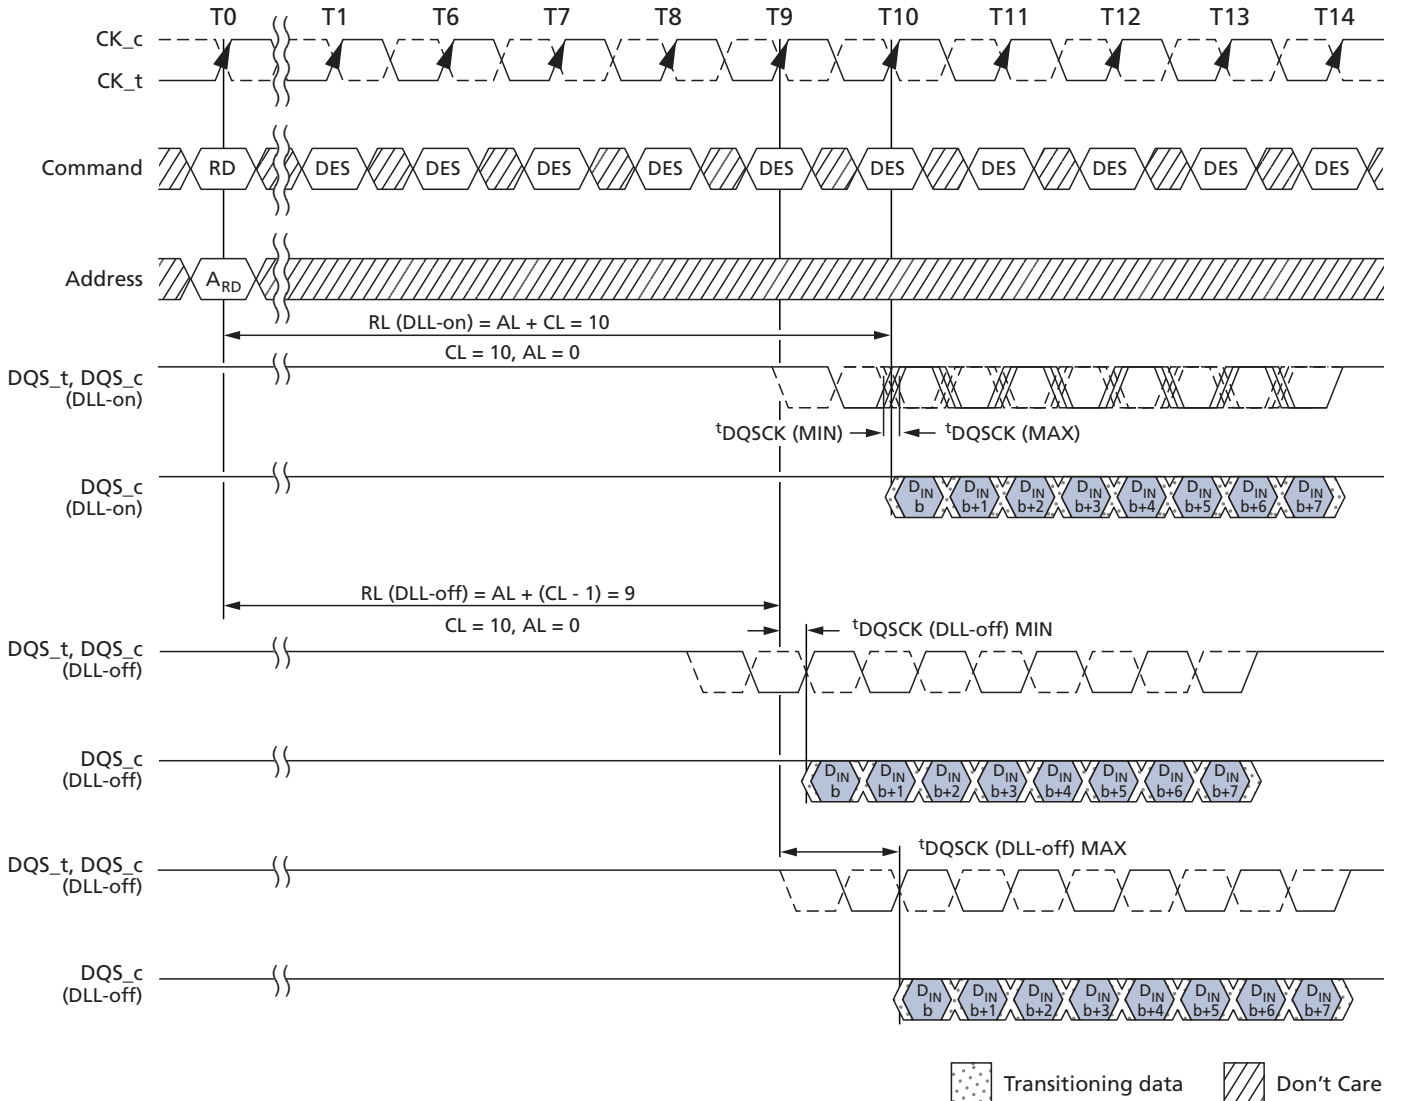 T0 T1 T6 T7 T8 T9 T10 T11 T12 T13 T14
CK_c
CK_t
Command RD DES DES DES DES DES DES DES DES DES DES
Address ARD
RL (DLL-on) = AL + CL = 10
CL = 10, AL = 0
DQS_t, DQS_c
(DLL-on)
tDQSCK (MIN) tDQSCK (MAX)
DQS_c
(DLL-on)
DIN DIN DIN DIN DIN DIN DIN DIN
b b+1 b+2 b+3 b+4 b+5 b+6 b+7
RL (DLL-off) = AL + (CL - 1) = 9
CL = 10, AL = 0
tDQSCK (DLL-off) MIN
DQS_t, DQS_c
(DLL-off)
DQS_c
(DLL-off)
DIN DIN DIN DIN DIN DIN DIN DIN
b b+1 b+2 b+3 b+4 b+5 b+6 b+7
tDQSCK (DLL-off) MAX
DQS_t, DQS_c
(DLL-off)
DQS_c
(DLL-off)
DIN DIN DIN DIN DIN DIN DIN DIN
b b+1 b+2 b+3 b+4 b+5 b+6 b+7
Transitioning data Don't Care